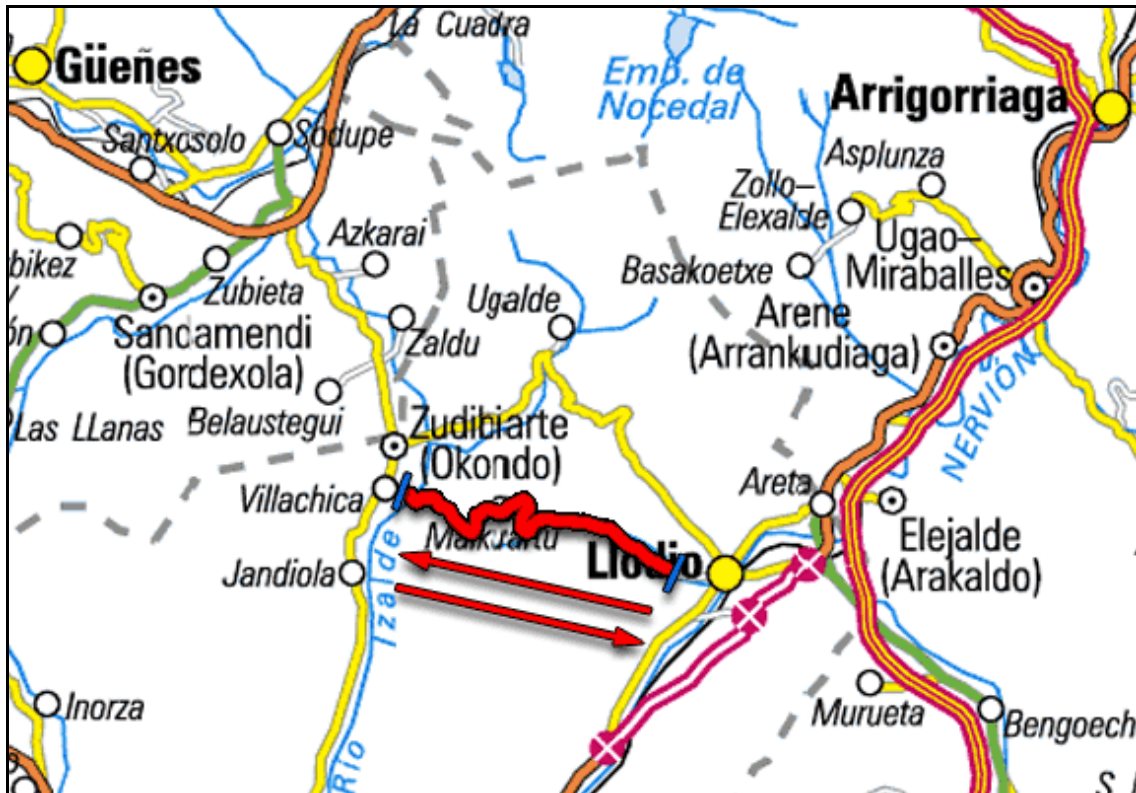 La Cuadra
Güeñes
Emb. de
Nocedal
Arrigorriaga
Santxosolo
Sodupe
Asplunza
Zollo–
Elexalde
Azkarai
Ugao–
Miraballes
bikez
Basakoetxe
Ugalde
Zubieta
Arene
(Arrankudiaga)
ón
Sandamendi
(Gordexola)
Zaldu
NERVIÓN
Las LLanas
Belaustegui
Zudibiarte
(Okondo)
Villachica
Areta
Elejalde
(Arakaldo)
Llodio
Jandiola
Izalde
Río
Inorza
Murueta
Bengoech
S.